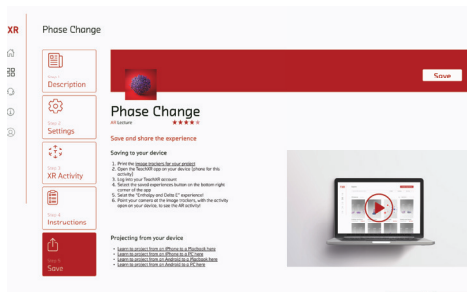 XR
Phase Change
Save
Step 1
Description
Phase Change
XR Lecture
Step 2
Settings
Save and share the experience
Saving to your device
1. Print the image trackers for your project
2. Open the TeachXR app on your device (phone for this
activity)
3. Log into your TeachXR account
4. Select the saved experiences button on the bottom right
corner of the app
5. Seat the "Enthalpy and Delta E" experience!
6. Point your camera at the image trackers, with the activity
open on your device, to see the AR activity!
Step 3
XR Activity
Step 4
Instructions
Save
Projecting from your device
• Learn to project from an iPhone to a Macbook here
• Learn to project from an iPhone to a PC here
• Learn to project from an Android to a Macbook here
• Learn to project from an Android to a PC here